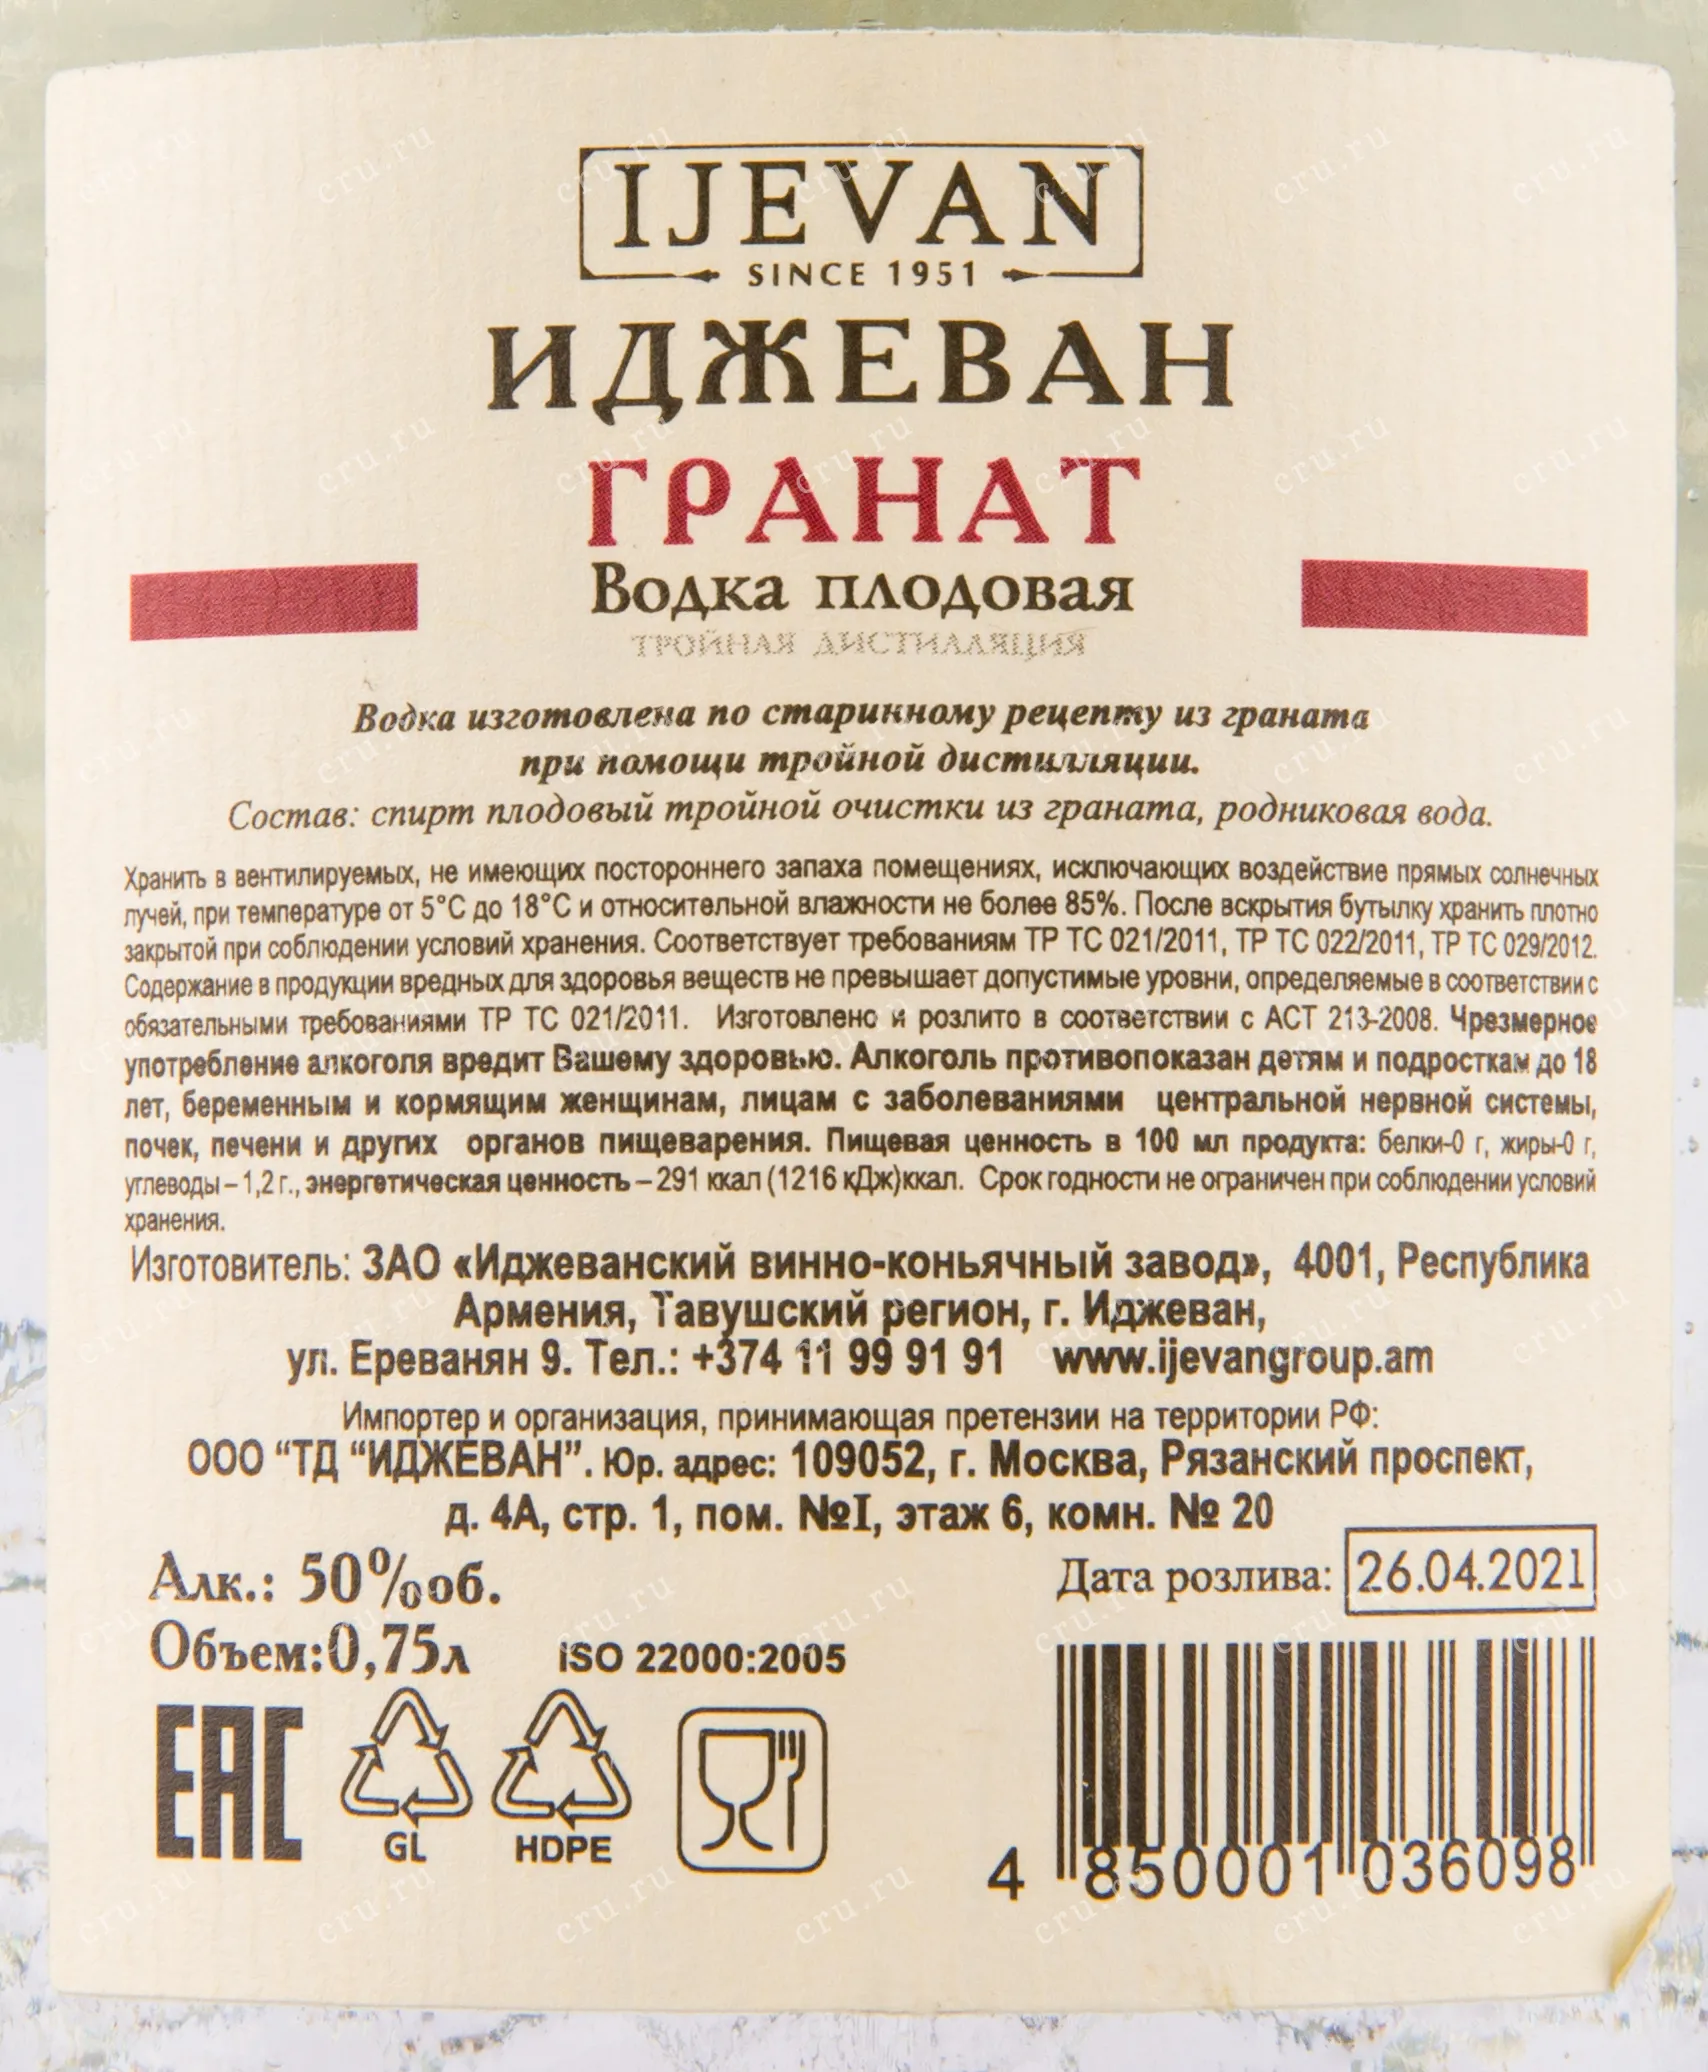 IJEVAN
SINCE 1951
ИДЖЕВАН
ГРАНАТ
Водка плодовая
ТРОЙНАЯ ДИСТИЛЛЯЦИЯ
Водка изготовлена по старинному рецепту из граната
при помощи тройной дистилляции.
Состав: спирт плодовый тройной очистки из граната, родниковая вода.
Хранить в вентилируемых, не имеющих постороннего запаха помещениях, исключающих воздействие прямых солнечных
лучей, при температуре от 5°С до 18°С и относительной влажности не более 85%. После вскрытия бутылку хранить плотно
закрытой при соблюдении условий хранения. Соответствует требованиям ТР ТС 021/2011, ТР ТС 022/2011, ТР ТС 029/2012.
Содержание в продукции вредных для здоровья веществ не превышает допустимые уровни, определяемые в соответствии с
обязательными требованиями ТР ТС 021/2011. Изготовлено и розлито в соответствии с АСТ 213-2008. Чрезмерное
употребление алкоголя вредит Вашему здоровью. Алкоголь противопоказан детям и подросткам до 18
лет, беременным и кормящим женщинам, лицам с заболеваниями центральной нервной системы,
почек, печени и других органов пищеварения. Пищевая ценность в 100 мл продукта: белки-0 г, жиры-0 г,
углеводы – 1,2 г., энергетическая ценность – 291 ккал (1216 кДж)ккал. Срок годности не ограничен при соблюдении условий
хранения.
Изготовитель: ЗАО «Иджеванский винно-коньячный завод», 4001, Республика
Армения, Тавушский регион, г. Иджеван,
ул. Ереванян 9. Тел.: +374 11 99 91 91 www.ijevangroup.am
Импортер и организация, принимающая претензии на территории РФ:
ООО “ТД “ИДЖЕВАН”. Юр. адрес: 109052, г. Москва, Рязанский проспект,
д. 4А, стр. 1, пом. №I, этаж 6, комн. № 20
Алк.: 50%об.
Дата розлива: 26.04.2021
Объем:0,75л
ISO 22000:2005
EAC
GL
HDPE
4 850001 036098
cru.ru